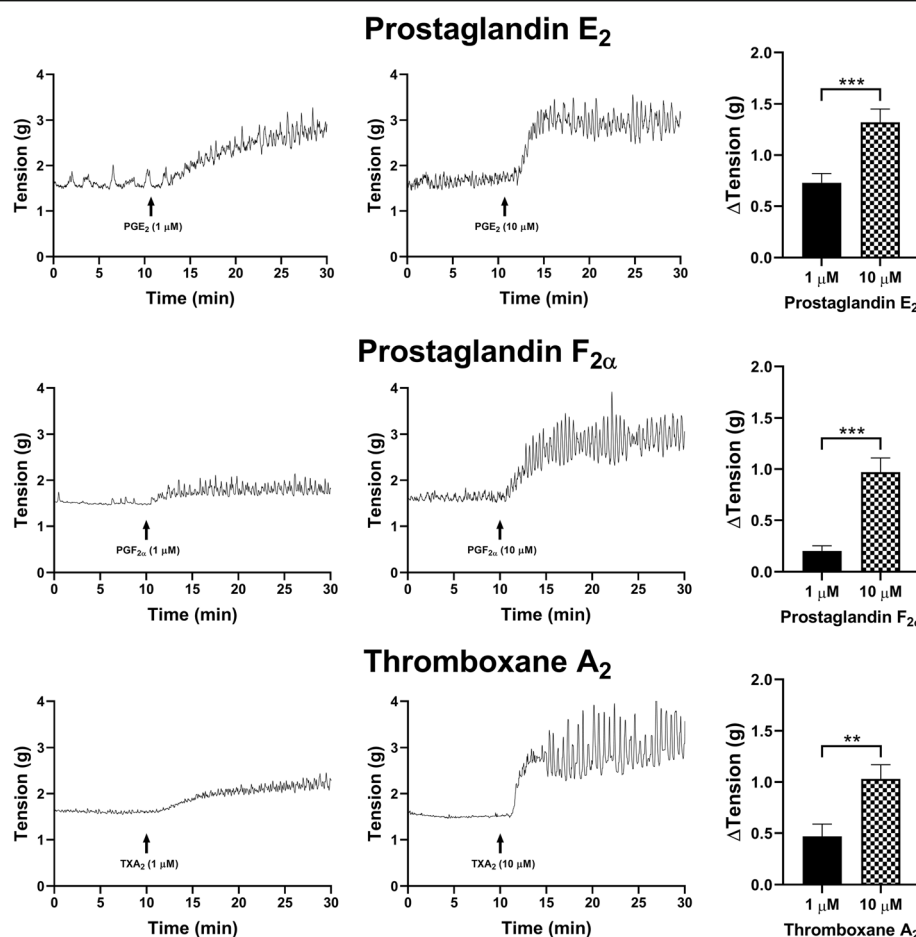 Prostaglandin E₂
Tension (g)
4
3
2
1
0
PGE₂ (1 μM)
0 5 10 15 20 25 30
Time (min)
Tension (g)
4
3
2
1
0
PGE₂ (10 μM)
0 5 10 15 20 25 30
Time (min)
ΔTension (g)
2.0
1.5
1.0
0.5
0.0
***
1 μM 10 μM
Prostaglandin E₂
Prostaglandin F₂α
Tension (g)
4
3
2
1
0
PGF₂α (1 μM)
0 5 10 15 20 25 30
Time (min)
Tension (g)
4
3
2
1
0
PGF₂α (10 μM)
0 5 10 15 20 25 30
Time (min)
ΔTension (g)
2.0
1.5
1.0
0.5
0.0
***
1 μM 10 μM
Prostaglandin F₂α
Thromboxane A₂
Tension (g)
4
3
2
1
0
TXA₂ (1 μM)
0 5 10 15 20 25 30
Time (min)
Tension (g)
4
3
2
1
0
TXA₂ (10 μM)
0 5 10 15 20 25 30
Time (min)
ΔTension (g)
2.0
1.5
1.0
0.5
0.0
**
1 μM 10 μM
Thromboxane A₂